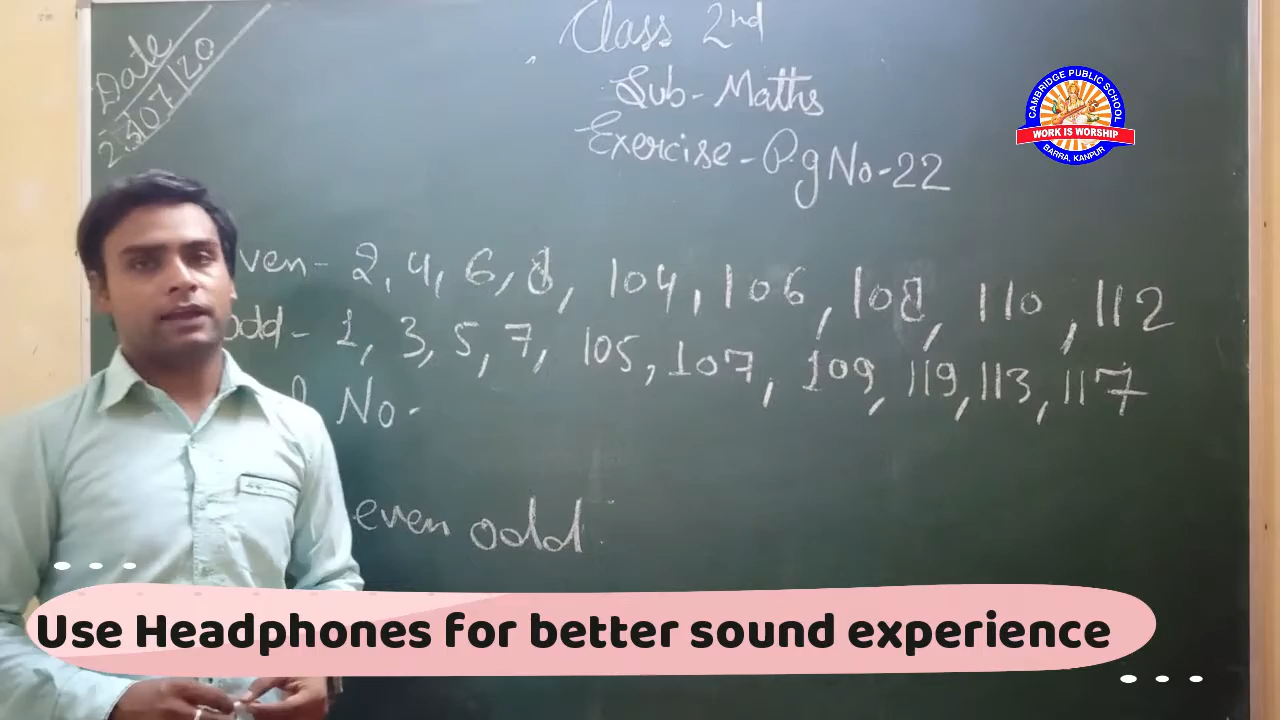 Date
25/07/20
Class 2nd
Sub- Maths
Exercise - Pg No-22
CAMBRIDGE PUBLIC SCHOOL
WORK IS WORSHIP
BARRA, KANPUR
ven - 2, 4, 6, 8, 104, 106, 108, 110, 112
odd - 1, 3, 5, 7, 105, 107, 109, 119, 113, 117
No-
even odd
Use Headphones for better sound experience